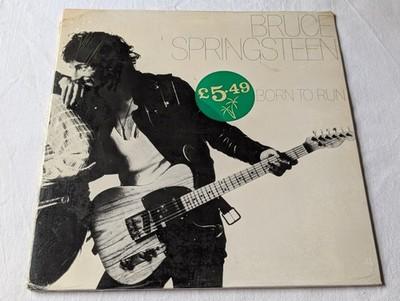 BRUCE
SPRINGSTEEN
£5.49
BORN TO RUN